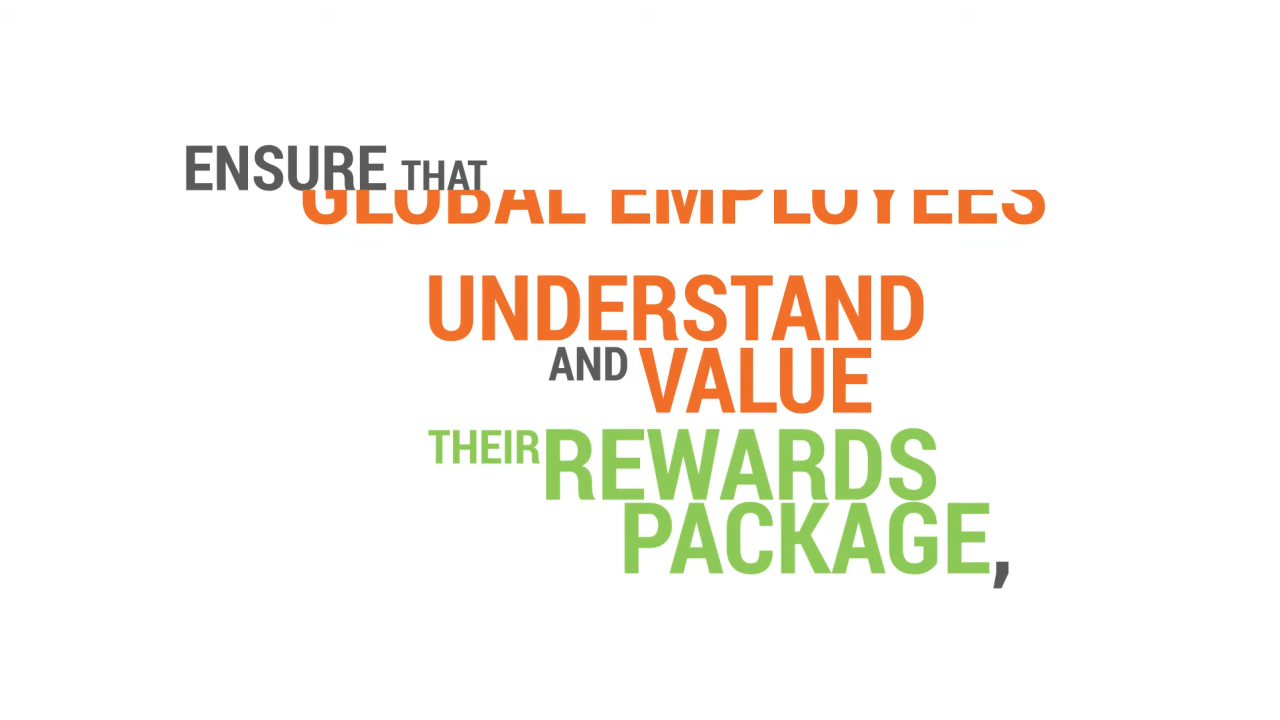 ENSURE THAT
GLOBAL EMPLOYEES
UNDERSTAND
AND VALUE
THEIR REWARDS
PACKAGE,